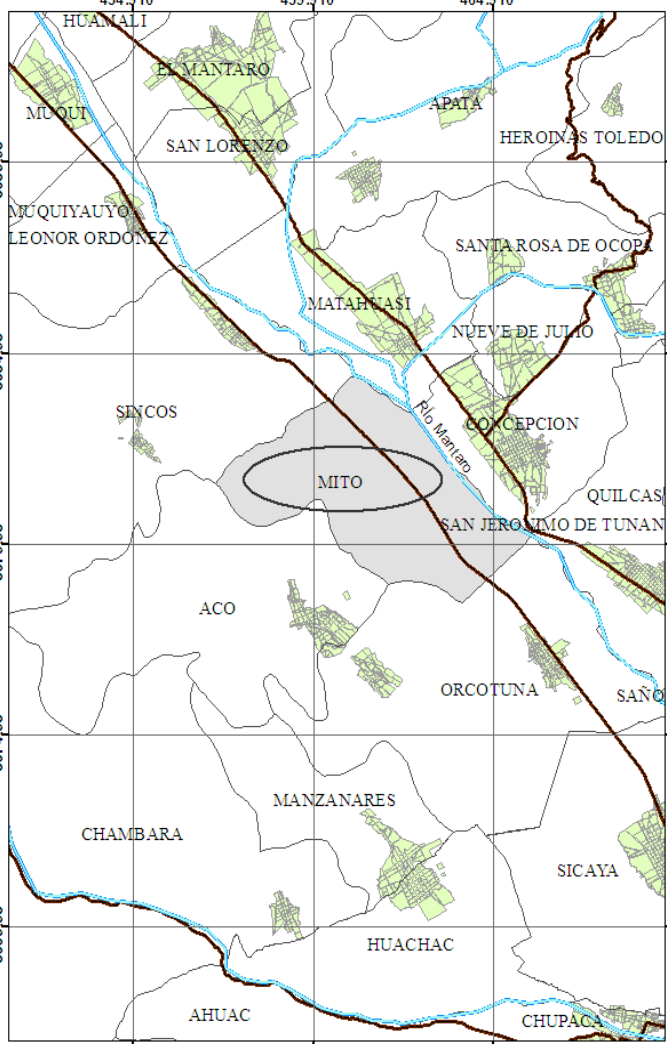 HUAMALI
EL MANTARO
MUQUI
APATA
HEROINAS TOLEDO
SAN LORENZO
MUQUIYAUYO
LEONOR ORDOÑEZ
SANTA ROSA DE OCOPA
MATAHUASI
NUEVE DE JULIO
SINCOS
Río Mantaro
CONCEPCION
MITO
QUILCAS
SAN JERONIMO DE TUNAN
ACO
ORCOTUNA
SAÑO
MANZANARES
CHAMBARA
SICAYA
HUACHAC
AHUAC
CHUPACA